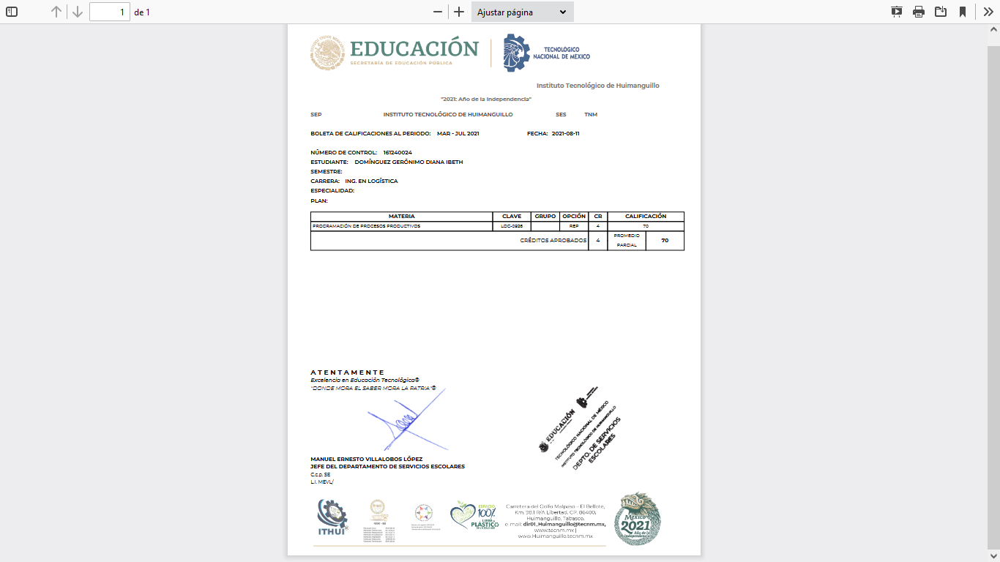 1 de 1 Ajustar página
EDUCACIÓN
SECRETARÍA DE EDUCACIÓN PÚBLICA
TECNOLÓGICO
NACIONAL DE MÉXICO
Instituto Tecnológico de Huimanguillo
"2021: Año de la Independencia"
SEP INSTITUTO TECNOLÓGICO DE HUIMANGUILLO SES TNM
BOLETA DE CALIFICACIONES AL PERIODO: MAR - JUL 2021 FECHA: 2021-08-11
NÚMERO DE CONTROL: 161240024
ESTUDIANTE: DOMÍNGUEZ GERÓNIMO DIANA IBETH
SEMESTRE:
CARRERA: ING. EN LOGÍSTICA
ESPECIALIDAD:
PLAN:
MATERIA CLAVE GRUPO OPCIÓN CR CALIFICACIÓN
PROGRAMACIÓN DE PROCESOS PRODUCTIVOS LOC-0926 REP 4 70
CRÉDITOS APROBADOS 4 PROMEDIO PARCIAL 70
ATENTAMENTE
Excelencia en Educación Tecnológica®
"DONDE MORA EL SABER MORA LA PATRIA"®
EDUCACIÓN
TECNOLÓGICO NACIONAL DE MÉXICO
INSTITUTO TECNOLÓGICO DE HUIMANGUILLO
DEPTO. DE SERVICIOS
ESCOLARES
MANUEL ERNESTO VILLALOBOS LÓPEZ
JEFE DEL DEPARTAMENTO DE SERVICIOS ESCOLARES
C.c.p. SE
L.I. MEVL/
ITHUI®
ESPACIO
100%
LIBRE DE
PLÁSTICO
Carretera del Golfo Malpaso – El Bellote,
Km. 98.1 R/A Libertad. CP. 86400,
Huimanguillo, Tabasco.
e-mail: dir01_Huimanguillo@tecnm.mx,
www.tecnm.mx |
www.Huimanguillo.tecnm.mx
México
2021
Año de la
Independencia